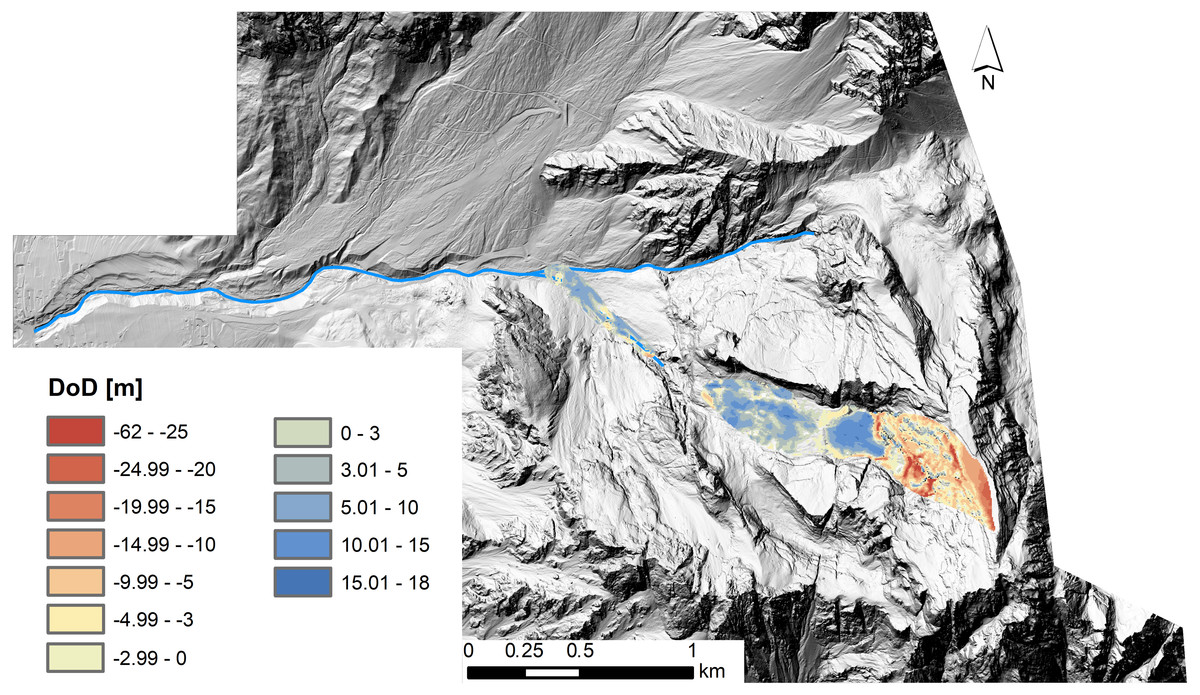 N
DoD [m]
-62 - -25
-24.99 - -20
-19.99 - -15
-14.99 - -10
-9.99 - -5
-4.99 - -3
-2.99 - 0
0 - 3
3.01 - 5
5.01 - 10
10.01 - 15
15.01 - 18
0 0.25 0.5 1
km